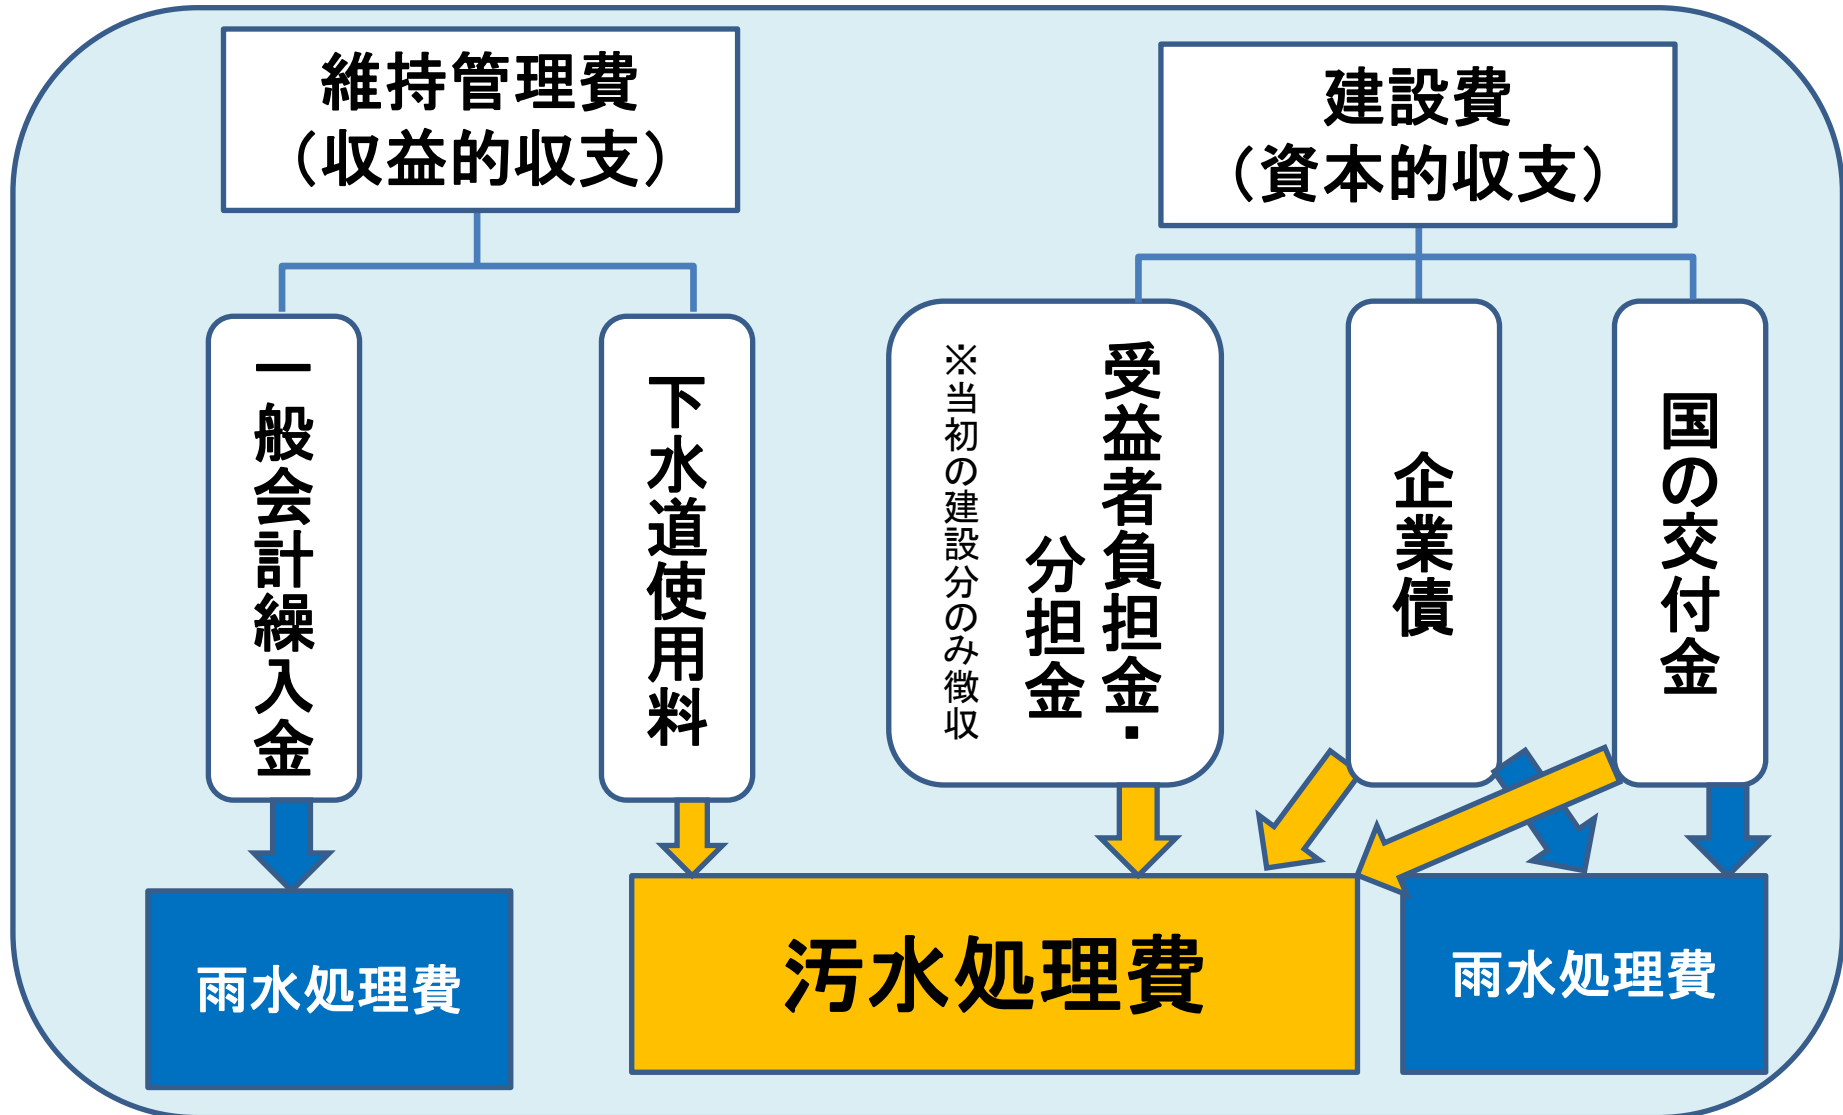 維持管理費
（収益的収支）
建設費
（資本的収支）
一般会計繰入金
下水道使用料
受益者負担金・
分担金
※当初の建設分のみ徴収
企業債
国の交付金
雨水処理費
汚水処理費
雨水処理費